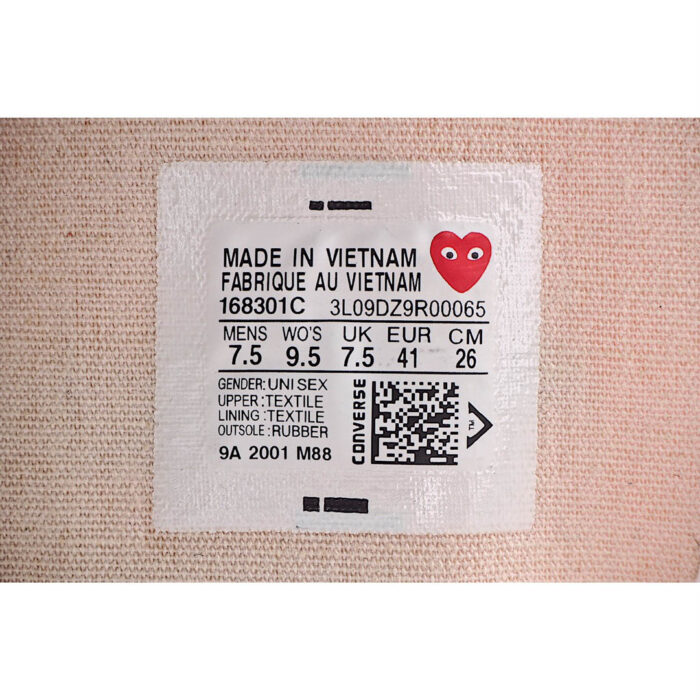 MADE IN VIETNAM
FABRIQUE AU VIETNAM
168301C 3L09DZ9R00065
MENS WO'S UK EUR CM
7.5 9.5 7.5 41 26
GENDER:UNISEX
UPPER:TEXTILE
LINING:TEXTILE
OUTSOLE:RUBBER
9A 2001 M88
CONVERSE
TM